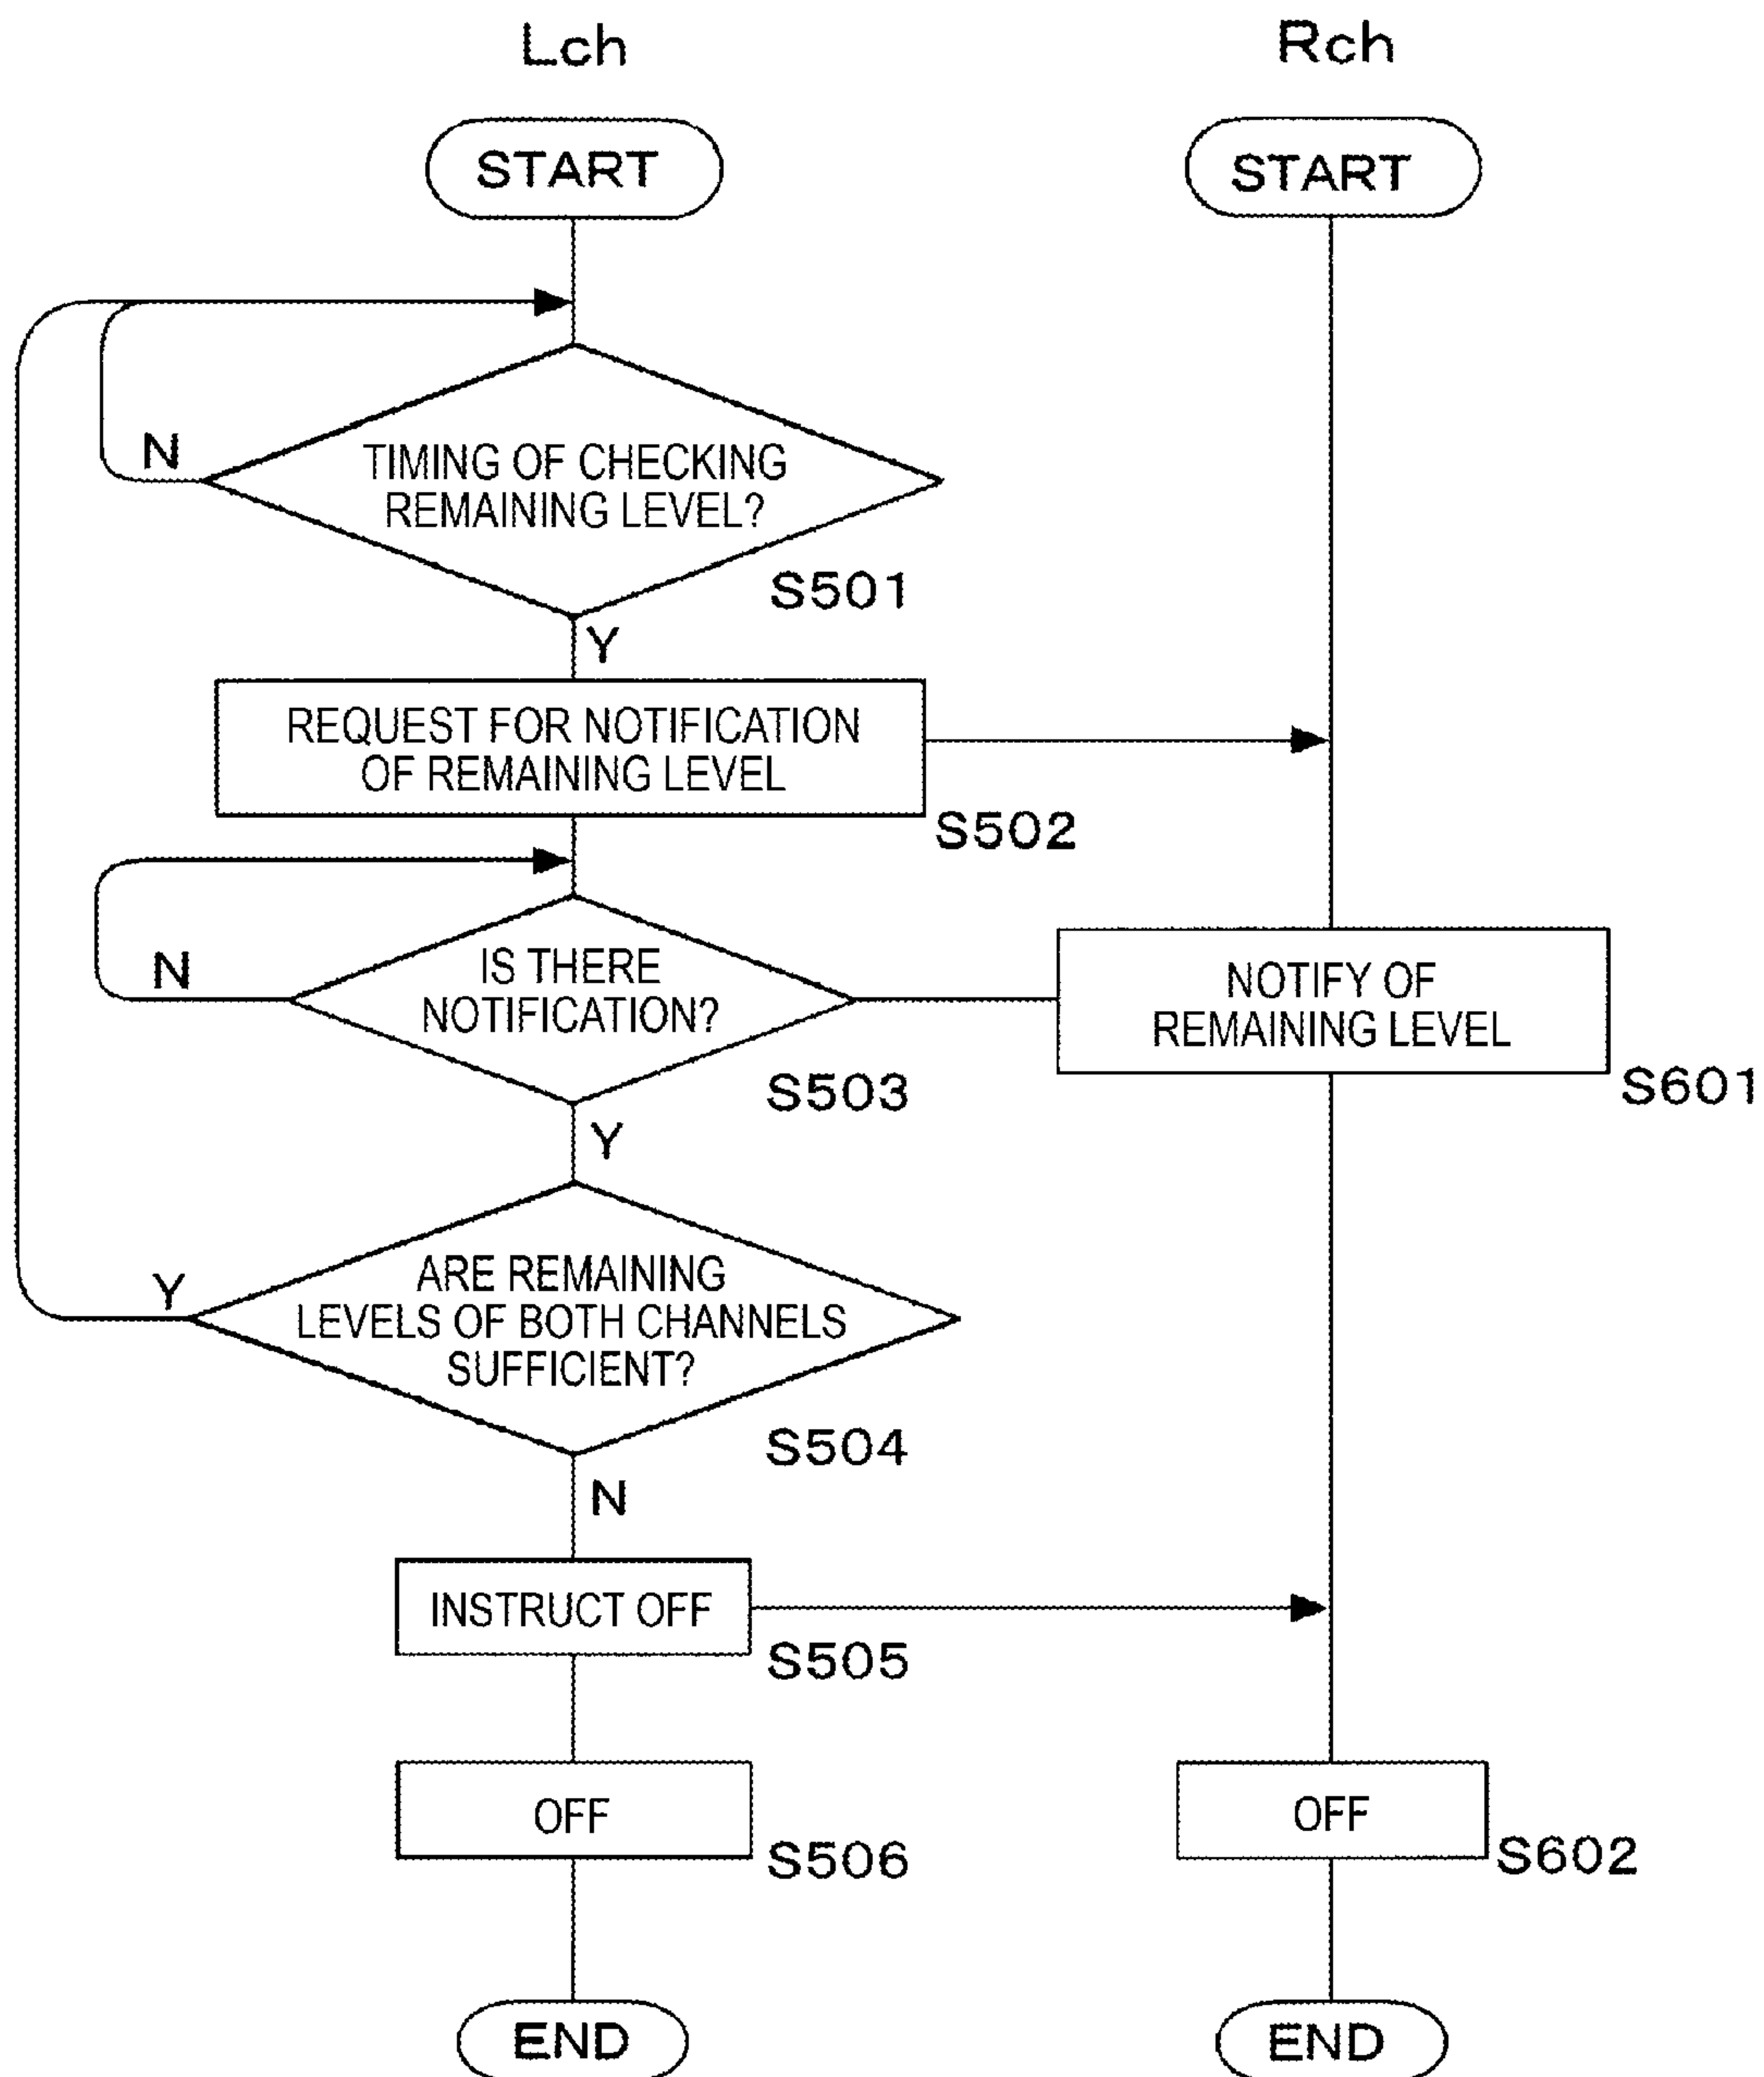 Lch
Rch
START
START
N
TIMING OF CHECKING
REMAINING LEVEL?
S501
Y
REQUEST FOR NOTIFICATION
OF REMAINING LEVEL
S502
N
IS THERE
NOTIFICATION?
S503
NOTIFY OF
REMAINING LEVEL
S601
Y
Y
ARE REMAINING
LEVELS OF BOTH CHANNELS
SUFFICIENT?
S504
N
INSTRUCT OFF
S505
OFF
S506
OFF
S602
END
END